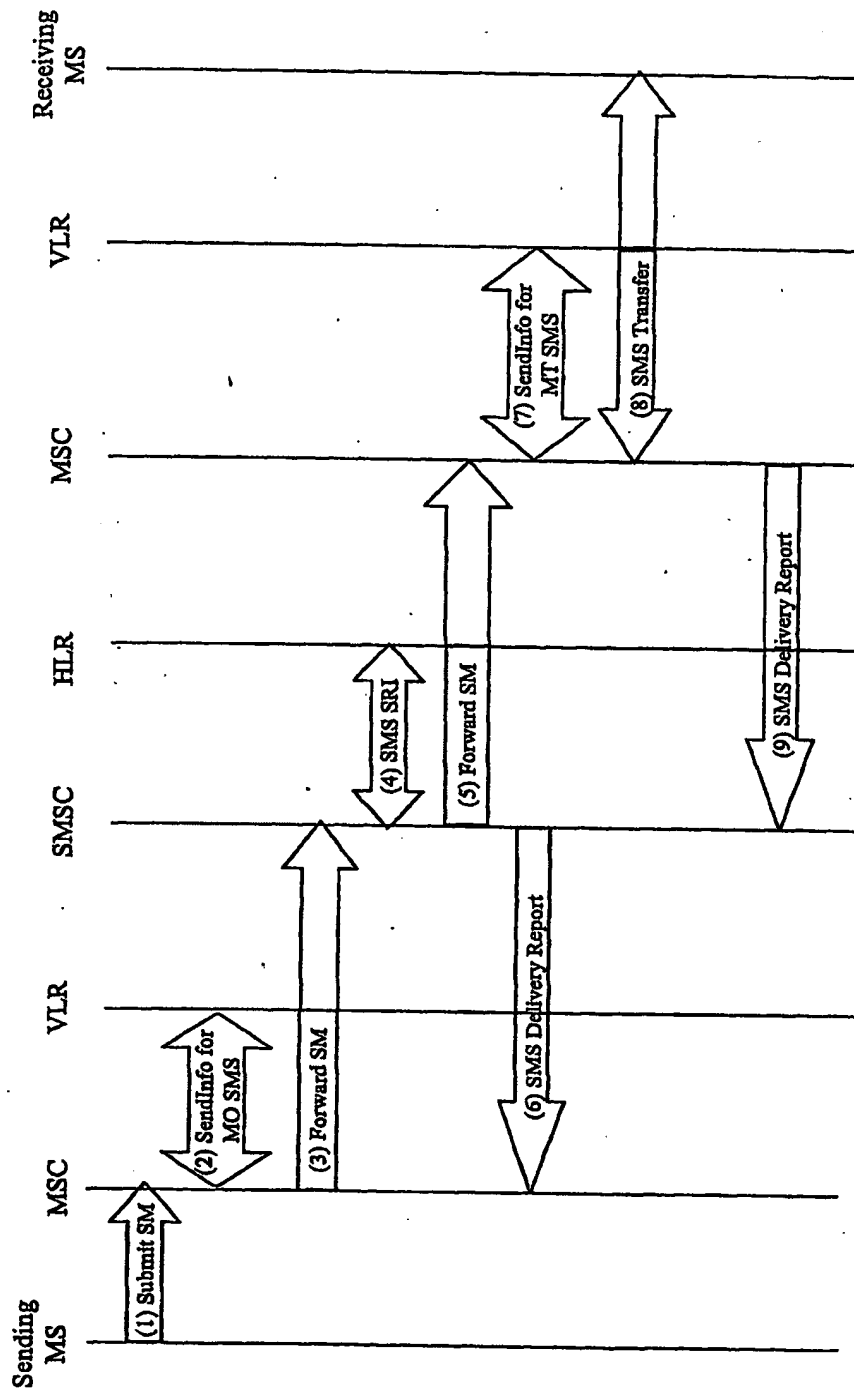 Sending
MS
MSC
VLR
SMSC
HLR
MSC
VLR
Receiving
MS
(1) Submit SM
(2) SendInfo for
MO SMS
(3) Forward SM
(4) SMS SRI
(5) Forward SM
(6) SMS Delivery Report
(7) SendInfo for
MT SMS
(8) SMS Transfer
(9) SMS Delivery Report